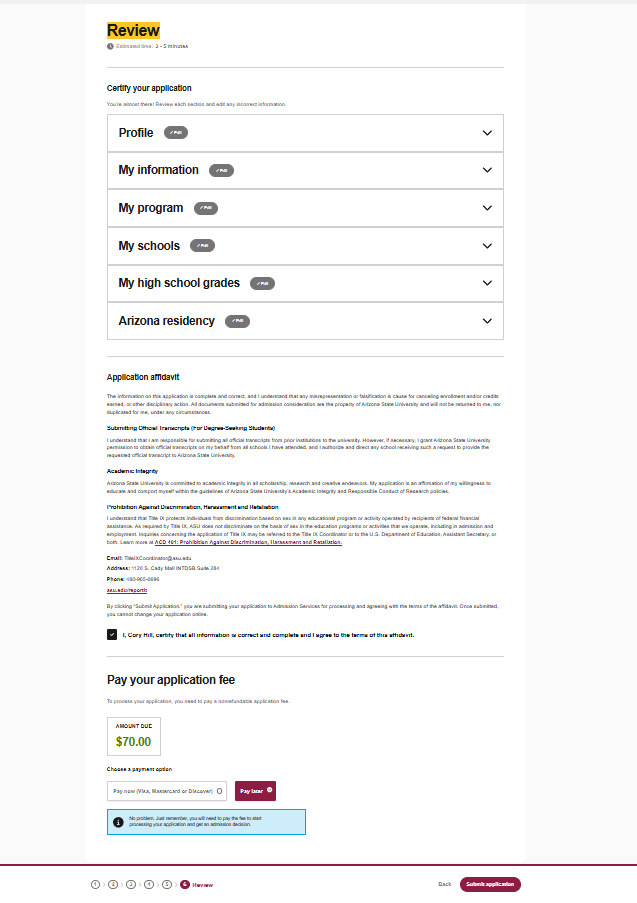 Review
Estimated time: 2 - 5 minutes
Certify your application
You're almost there! Review each section and edit any incorrect information.
Profile Edit
My information Edit
My program Edit
My schools Edit
My high school grades Edit
Arizona residency Edit
Application affidavit
The information on this application is complete and correct, and I understand that any misrepresentation or falsification is cause for canceling enrollment and/or credits
earned, or other disciplinary action. All documents submitted for admission consideration are the property of Arizona State University and will not be returned to me, nor
duplicated for me, under any circumstances.
Submitting Official Transcripts (For Degree-Seeking Students)
I understand that I am responsible for submitting all official transcripts from prior institutions to the university. However, if necessary, I grant Arizona State University
permission to obtain official transcripts on my behalf from all schools I have attended, and I authorize and direct any school receiving such a request to provide the
requested official transcript to Arizona State University.
Academic Integrity
Arizona State University is committed to academic integrity in all scholarship, research and creative endeavors. My application is an affirmation of my willingness to
educate and comport myself within the guidelines of Arizona State University's Academic Integrity and Responsible Conduct of Research policies.
Prohibition Against Discrimination, Harassment and Retaliation
I understand that Title IX protects individuals from discrimination based on sex in any educational program or activity operated by recipients of federal financial
assistance. As required by Title IX, ASU does not discriminate on the basis of sex in the education programs or activities that we operate, including in admission and
employment. Inquiries concerning the application of Title IX may be referred to the Title IX Coordinator or to the U.S. Department of Education, Assistant Secretary, or
both. Learn more at ACD 401: Prohibition Against Discrimination, Harassment and Retaliation.
Email: TitleIXCoordinator@asu.edu
Address: 1120 S. Cady Mall INTDSB Suite 284
Phone: 480-965-0696
asu.edu/reportit
By clicking "Submit Application," you are submitting your application to Admission Services for processing and agreeing with the terms of the affidavit. Once submitted,
you cannot change your application online.
I, Cory Hill, certify that all information is correct and complete and I agree to the terms of this affidavit.
Pay your application fee
To process your application, you need to pay a nonrefundable application fee.
AMOUNT DUE
$70.00
Choose a payment option
Pay now (Visa, Mastercard or Discover) Pay later
No problem. Just remember, you will need to pay the fee to start
processing your application and get an admission decision.
1 2 3 4 5 6 Review Back Submit application